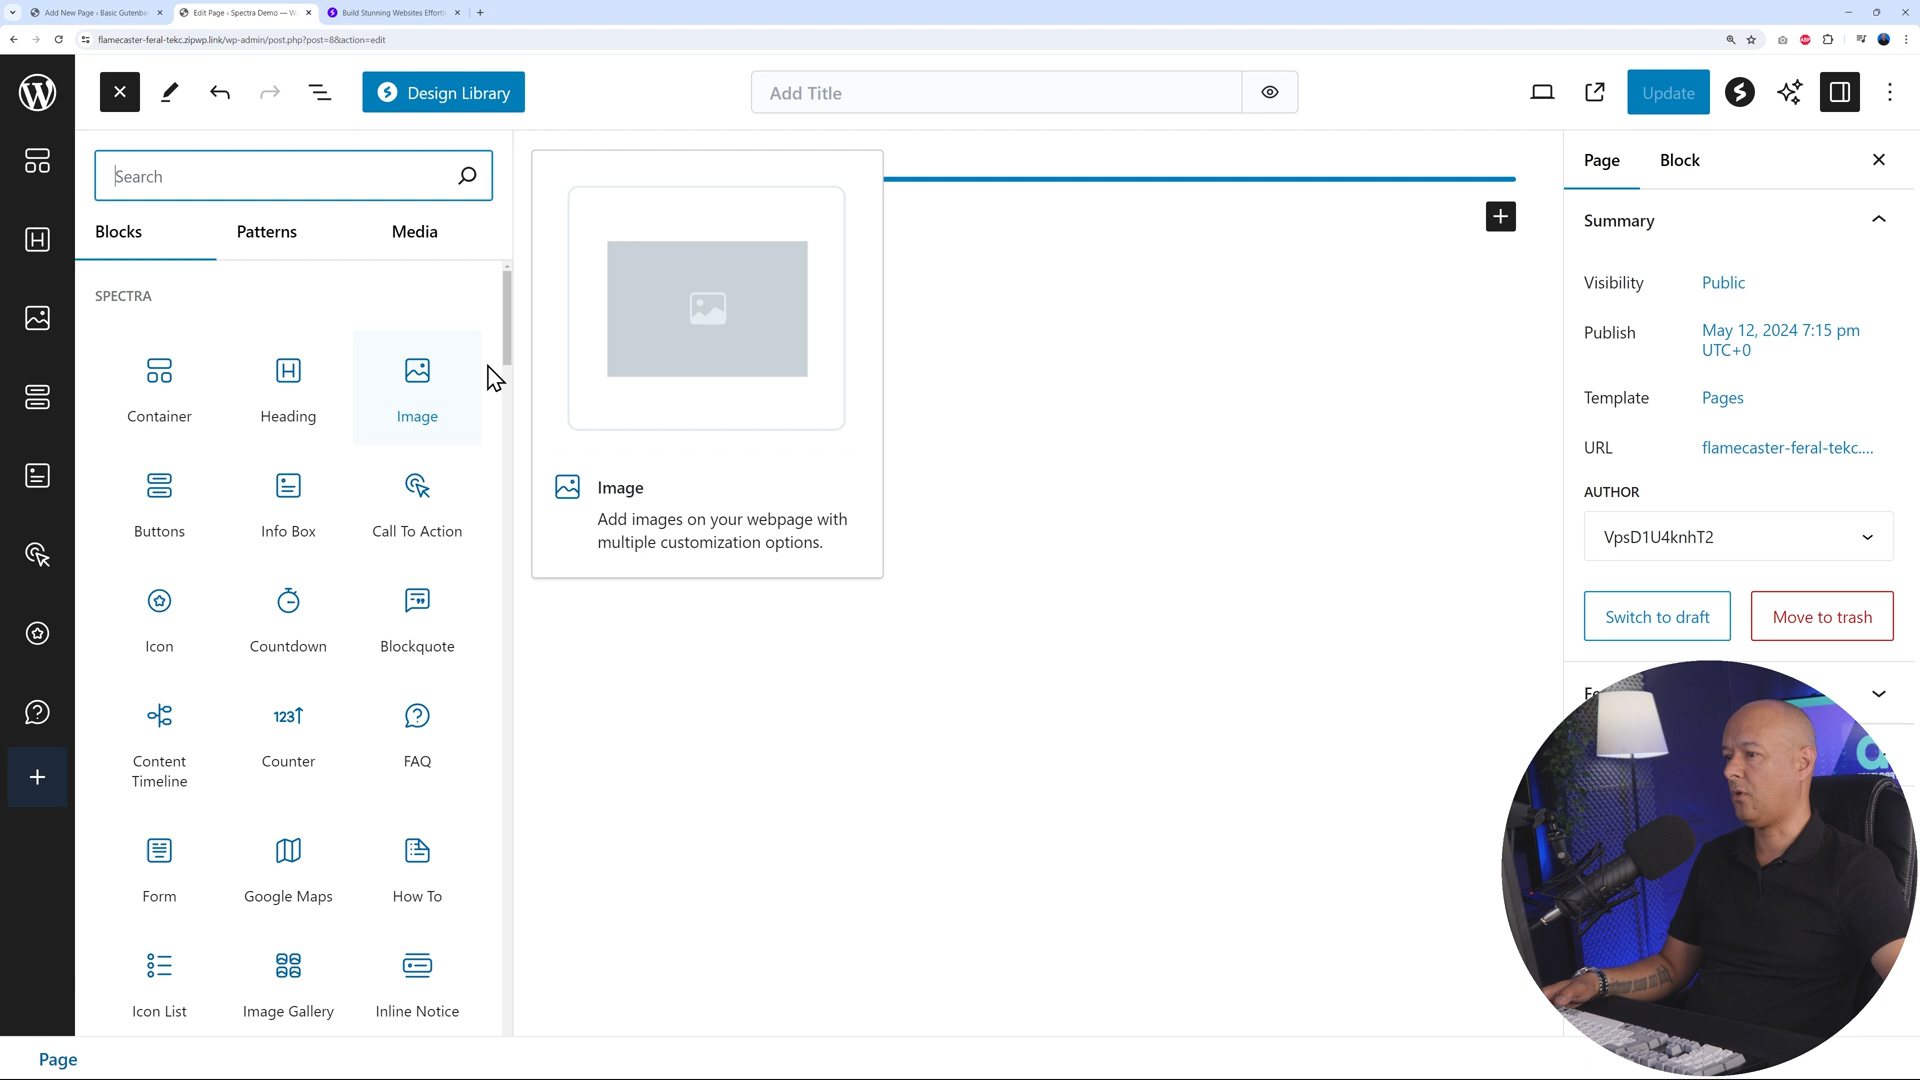 Add New Page ‹ Basic Gutenbe
Edit Page ‹ Spectra Demo — W
Build Stunning Websites Effortl
flamecaster-feral-tekc.zipwp.link/wp-admin/post.php?post=8&action=edit
Design Library
Add Title
Update
Search
Blocks
Patterns
Media
SPECTRA
Container
Heading
Image
Buttons
Info Box
Call To Action
Icon
Countdown
Blockquote
Content
Timeline
123↑
Counter
FAQ
Form
Google Maps
How To
Icon List
Image Gallery
Inline Notice
Image
Add images on your webpage with
multiple customization options.
Page
Block
Summary
Visibility
Public
Publish
May 12, 2024 7:15 pm
UTC+0
Template
Pages
URL
flamecaster-feral-tekc....
AUTHOR
VpsD1U4knhT2
Switch to draft
Move to trash
Page